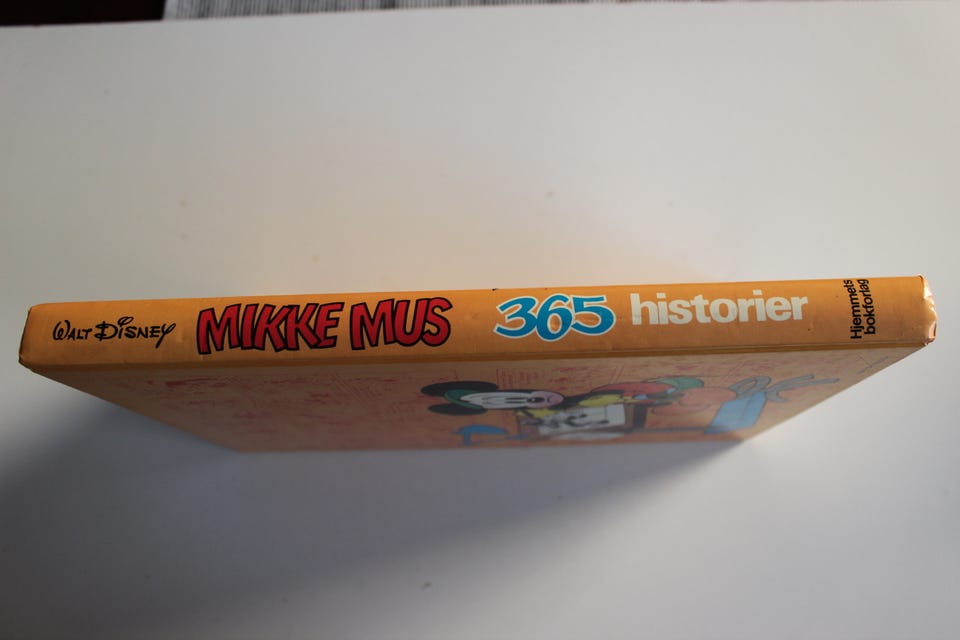 WALT DISNEY MIKKE MUS 365 historier
Hjemmets
bokforlag